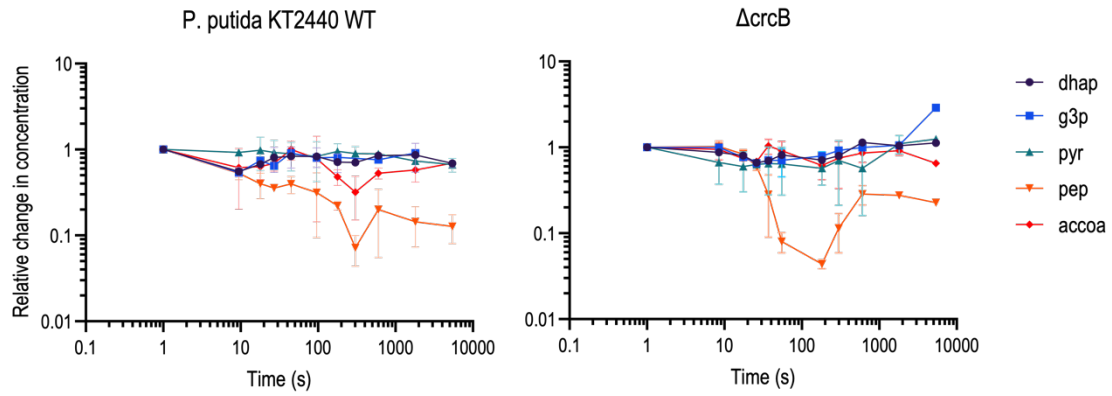 P. putida KT2440 WT
ΔcrcB
Relative change in concentration
10
1
0.1
0.01
0.1
1
10
100
1000
10000
Time (s)
10
1
0.1
0.01
0.1
1
10
100
1000
10000
Time (s)
dhap
g3p
pyr
pep
accoa